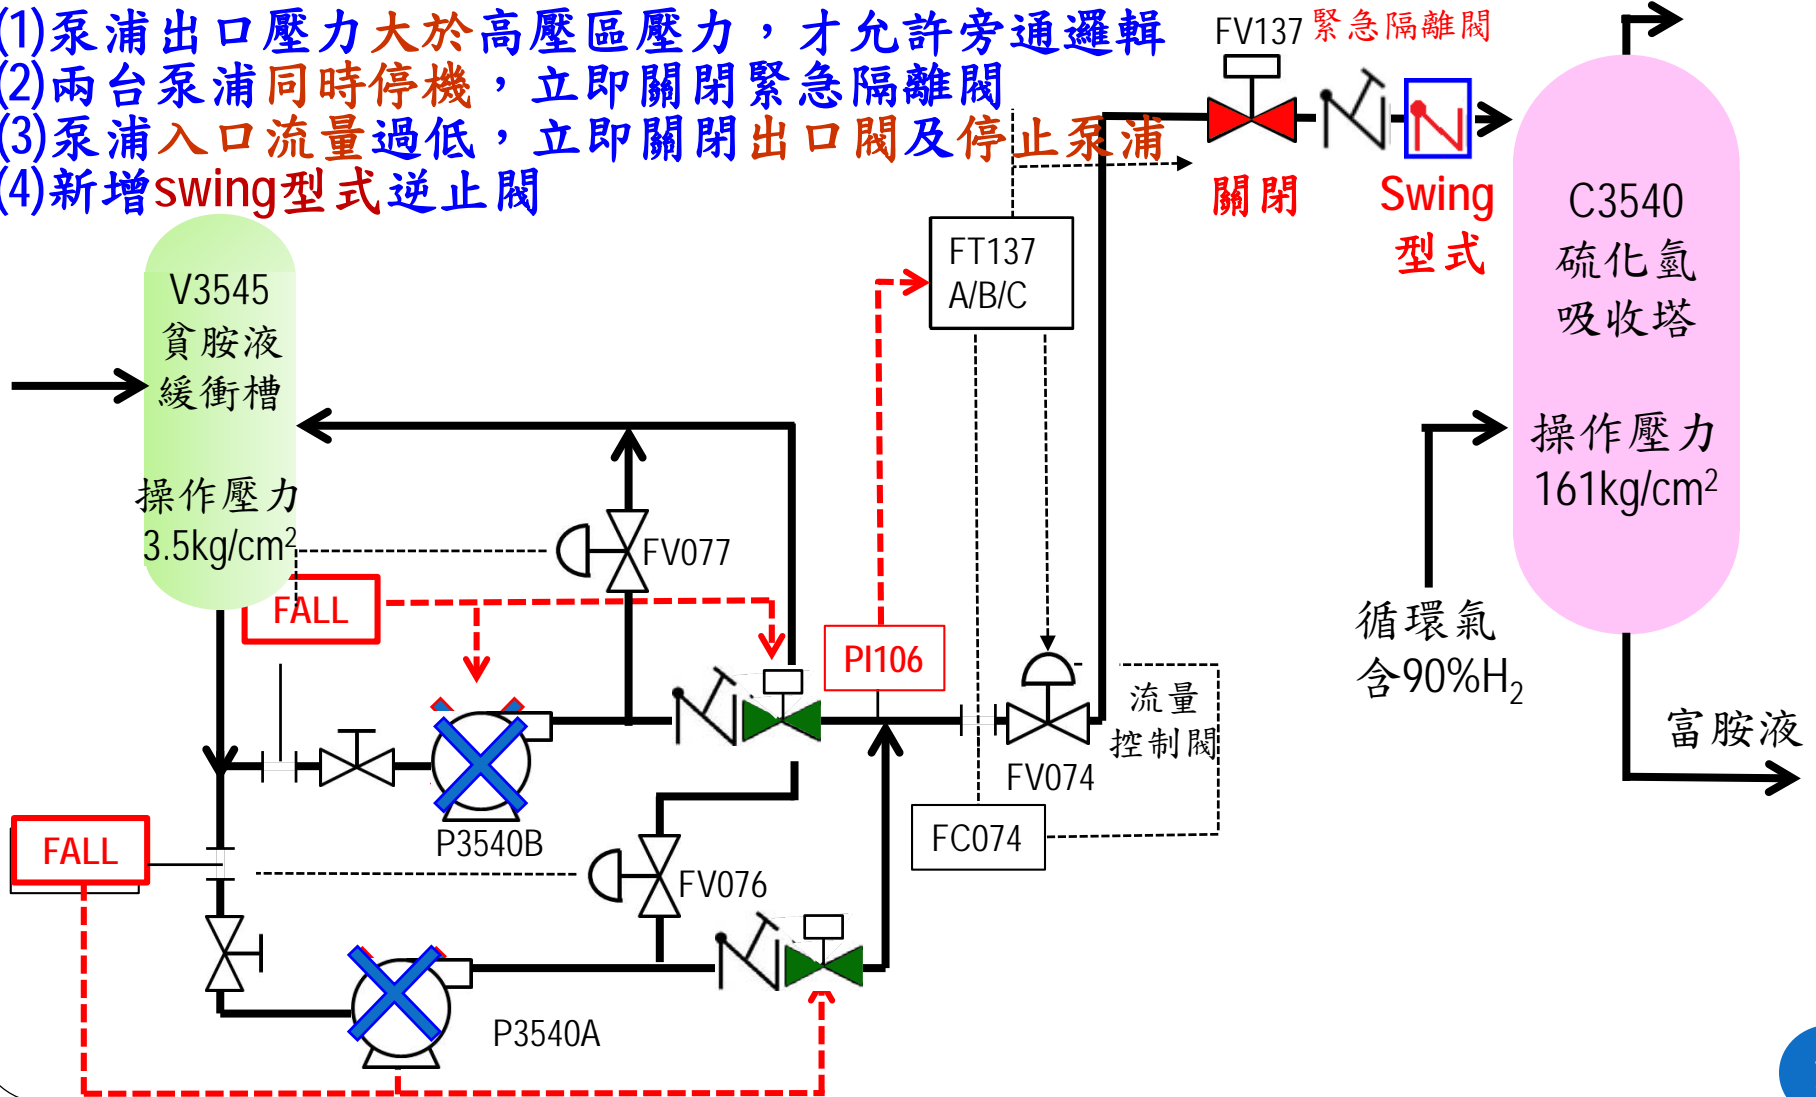 (1)泵浦出口壓力大於高壓區壓力，才允許旁通邏輯
(2)兩台泵浦同時停機，立即關閉緊急隔離閥
(3)泵浦入口流量過低，立即關閉出口閥及停止泵浦
(4)新增swing型式逆止閥
FV137 緊急隔離閥
關閉
Swing
型式
C3540
硫化氫
吸收塔
操作壓力
161kg/cm²
V3545
貧胺液
緩衝槽
操作壓力
3.5kg/cm²
FT137
A/B/C
FV077
FALL
PI106
循環氣
含90%H₂
流量
控制閥
FV074
富胺液
P3540B
FC074
FALL
FV076
P3540A